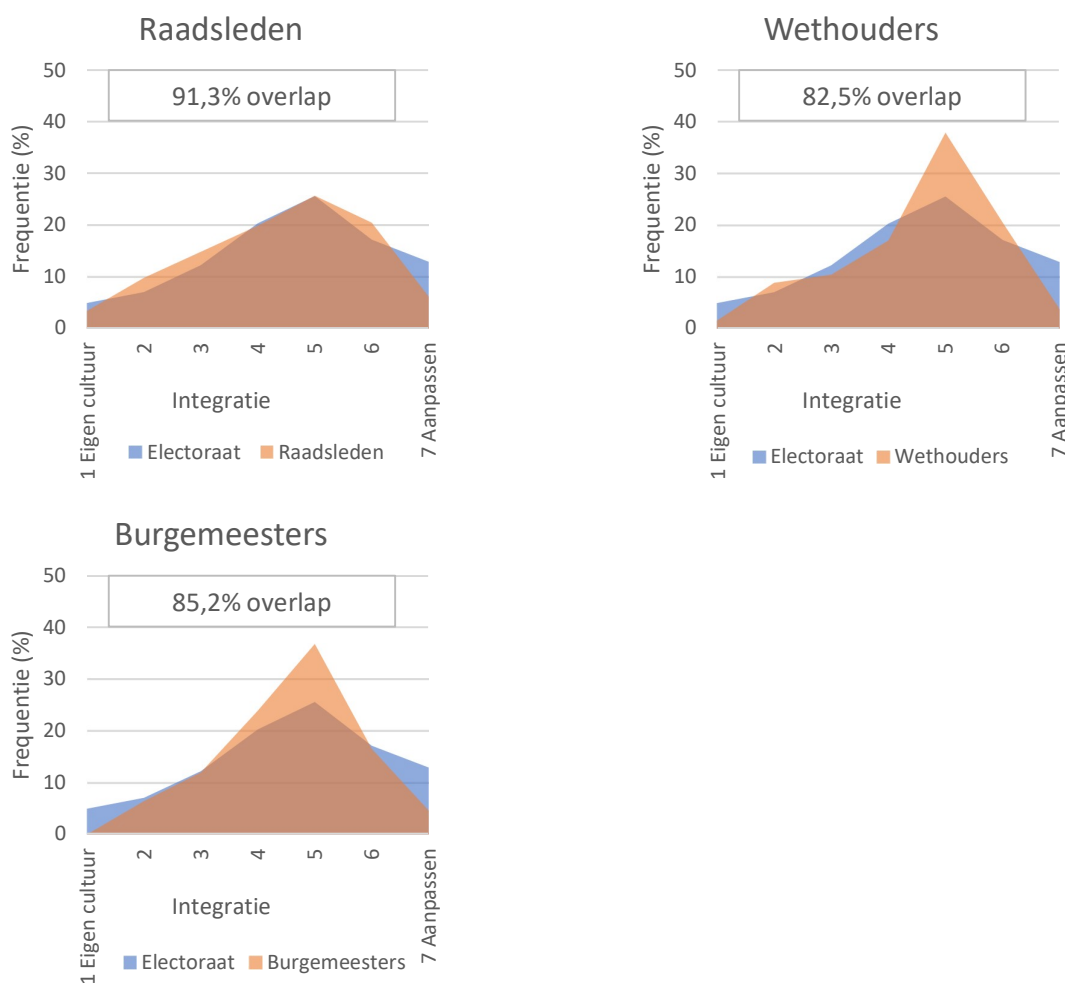 Raadsleden
91,3% overlap
Frequentie (%)
50
40
30
20
10
0
1 Eigen cultuur
2
3
4
5
6
7 Aanpassen
Integratie
Electoraat
Raadsleden
Wethouders
82,5% overlap
Frequentie (%)
50
40
30
20
10
0
1 Eigen cultuur
2
3
4
5
6
7 Aanpassen
Integratie
Electoraat
Wethouders
Burgemeesters
85,2% overlap
Frequentie (%)
50
40
30
20
10
0
1 Eigen cultuur
2
3
4
5
6
7 Aanpassen
Integratie
Electoraat
Burgemeesters